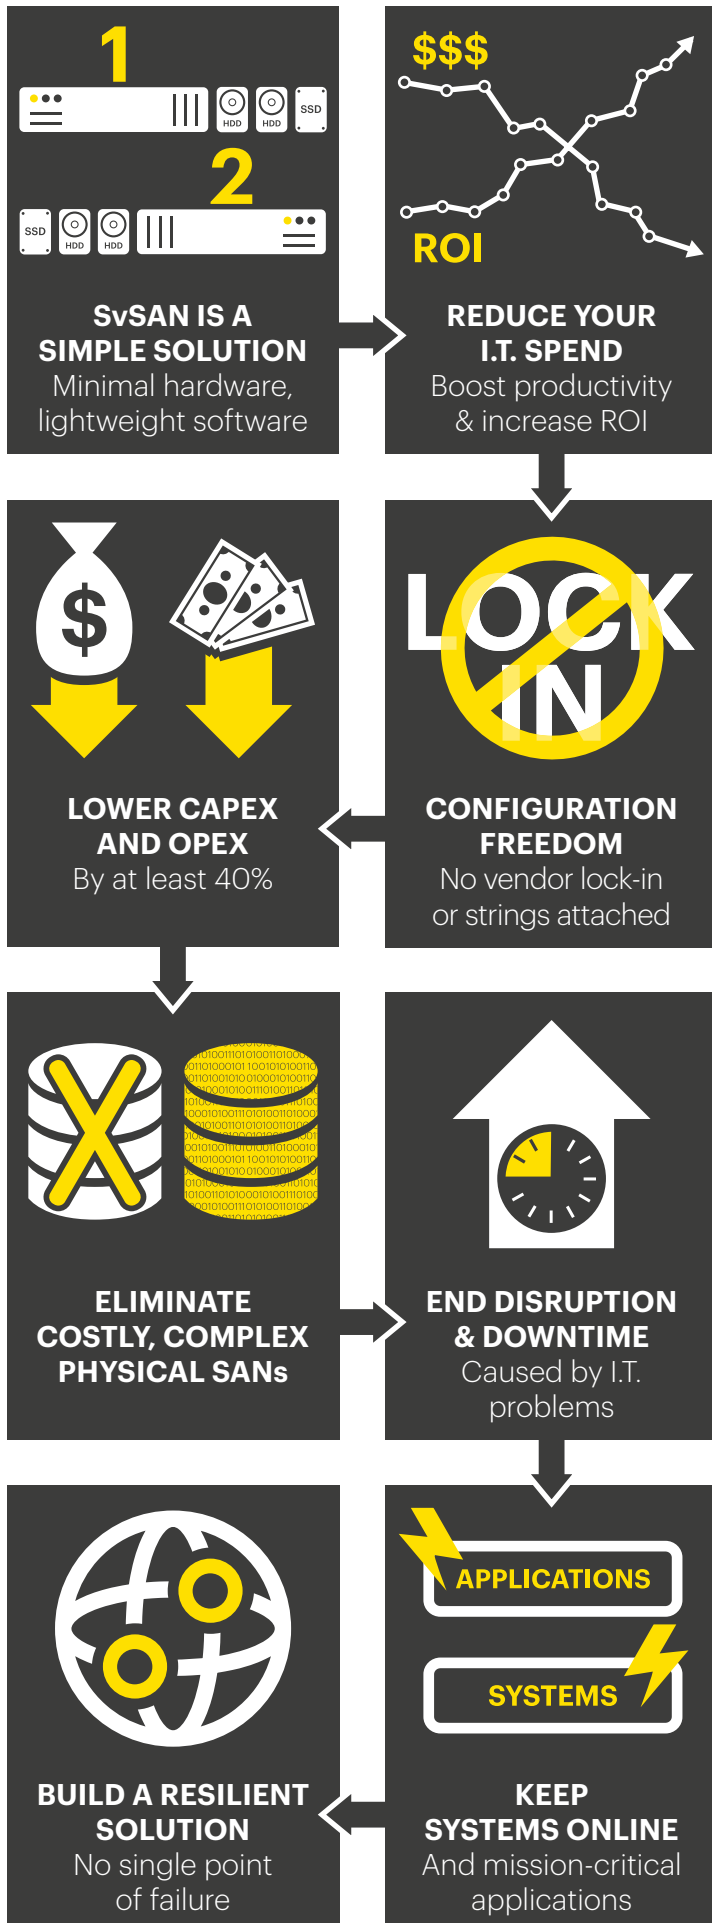 1
HDD HDD SSD
2
SSD HDD HDD
SvSAN IS A
SIMPLE SOLUTION
Minimal hardware,
lightweight software
$$$
ROI
REDUCE YOUR
I.T. SPEND
Boost productivity
& increase ROI
LOCK
IN
CONFIGURATION
FREEDOM
No vendor lock-in
or strings attached
$
LOWER CAPEX
AND OPEX
By at least 40%
ELIMINATE
COSTLY, COMPLEX
PHYSICAL SANs
END DISRUPTION
& DOWNTIME
Caused by I.T.
problems
APPLICATIONS
SYSTEMS
KEEP
SYSTEMS ONLINE
And mission-critical
applications
BUILD A RESILIENT
SOLUTION
No single point
of failure